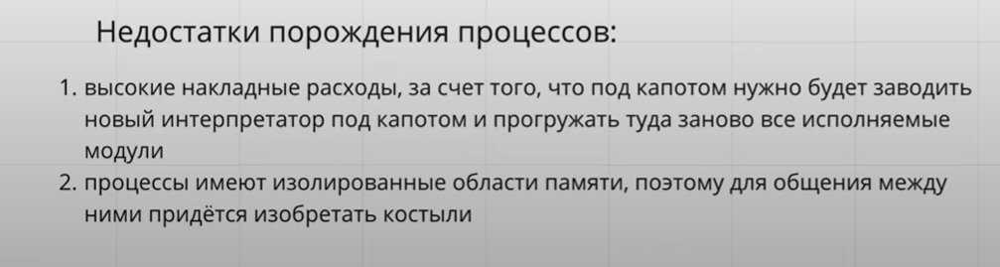 Недостатки порождения процессов:
1. высокие накладные расходы, за счет того, что под капотом нужно будет заводить
новый интерпретатор под капотом и прогружать туда заново все исполняемые
модули
2. процессы имеют изолированные области памяти, поэтому для общения между
ними придётся изобретать костыли